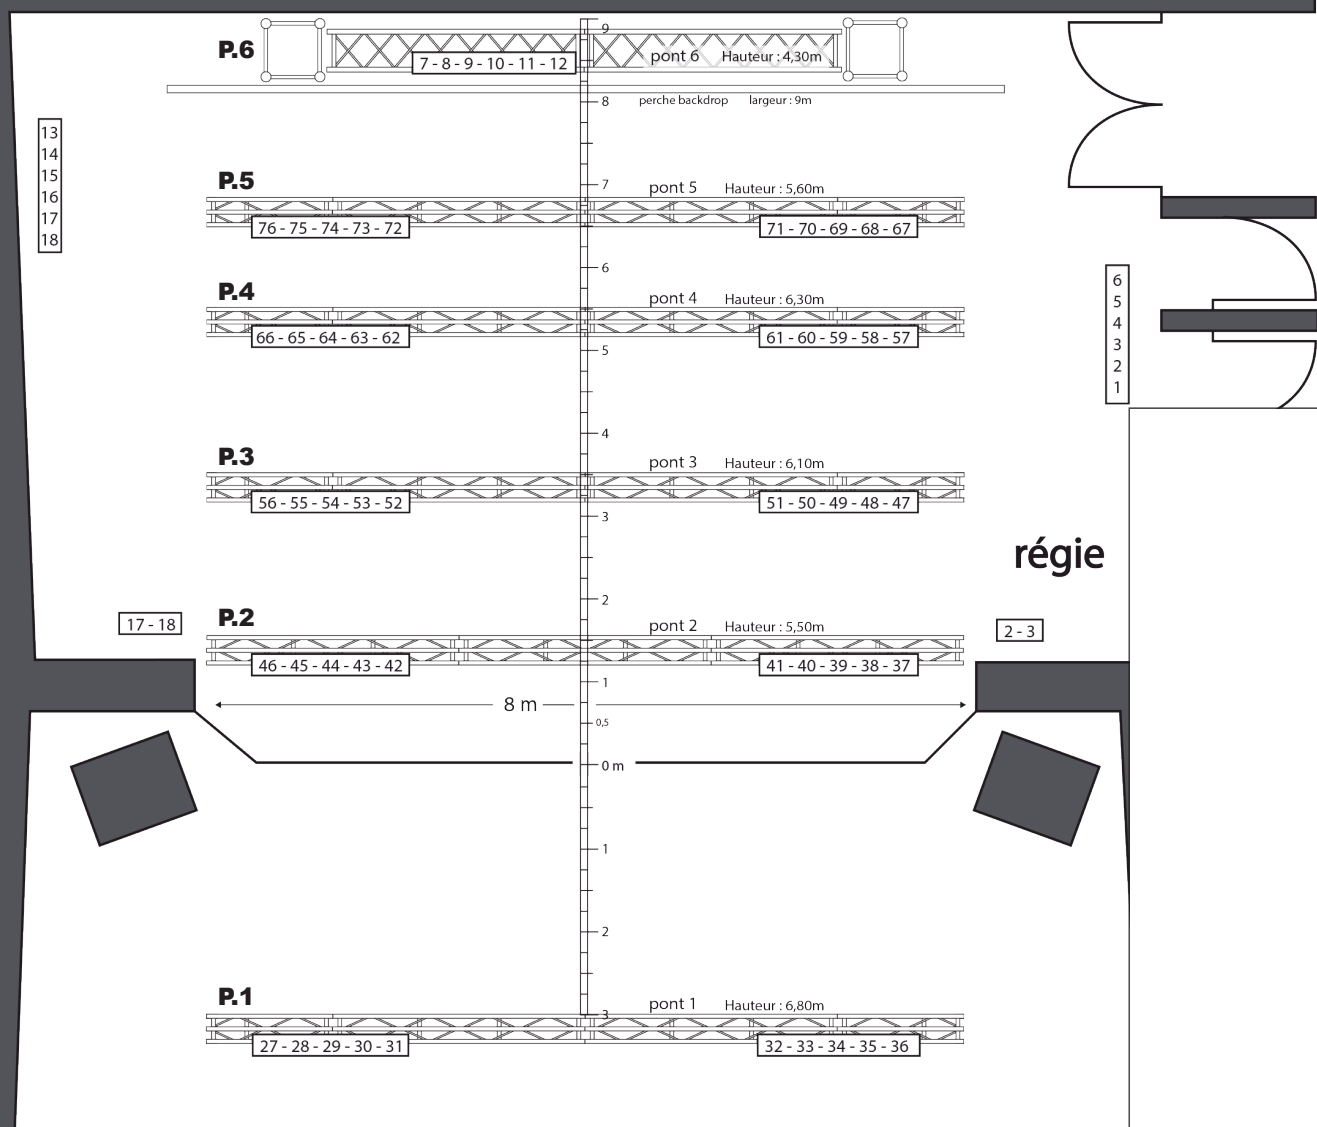 9
P.6
pont 6 Hauteur : 4,30m
7 - 8 - 9 - 10 - 11 - 12
8
perche backdrop largeur : 9m
13
14
15
16
17
18
P.5
7
pont 5 Hauteur : 5,60m
76 - 75 - 74 - 73 - 72
71 - 70 - 69 - 68 - 67
6
P.4
pont 4 Hauteur : 6,30m
66 - 65 - 64 - 63 - 62
61 - 60 - 59 - 58 - 57
5
6
5
4
3
2
1
4
P.3
pont 3 Hauteur : 6,10m
56 - 55 - 54 - 53 - 52
51 - 50 - 49 - 48 - 47
3
régie
2
P.2
17 - 18
pont 2 Hauteur : 5,50m
2 - 3
46 - 45 - 44 - 43 - 42
41 - 40 - 39 - 38 - 37
1
8 m
0,5
0 m
1
2
P.1
pont 1 Hauteur : 6,80m
3
27 - 28 - 29 - 30 - 31
32 - 33 - 34 - 35 - 36